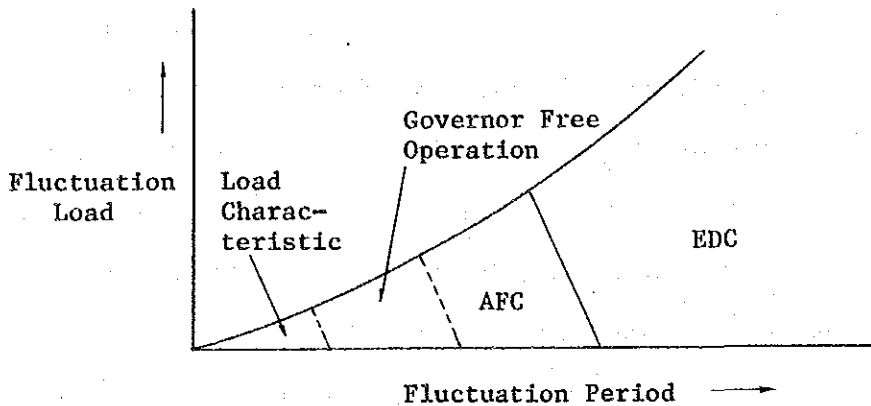 Governor Free
Operation
Fluctuation
Load
Load
Charac-
teristic
EDC
AFC
Fluctuation Period